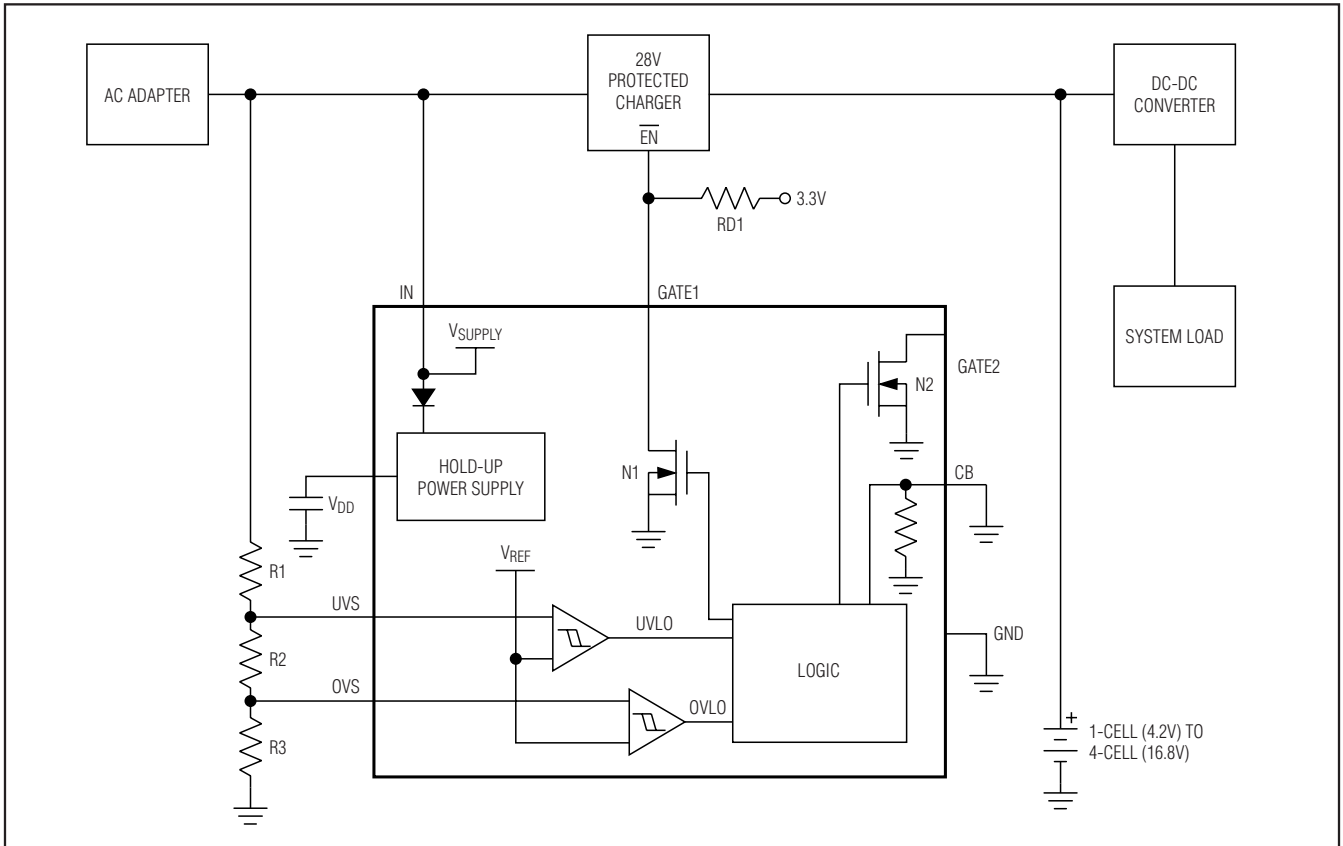 AC ADAPTER
28V
PROTECTED
CHARGER
EN
DC-DC
CONVERTER
3.3V
RD1
IN
GATE1
SYSTEM LOAD
VSUPPLY
GATE2
N2
HOLD-UP
POWER SUPPLY
N1
CB
VDD
VREF
R1
UVS
UVLO
GND
R2
LOGIC
OVS
OVLO
R3
+
1-CELL (4.2V) TO
4-CELL (16.8V)